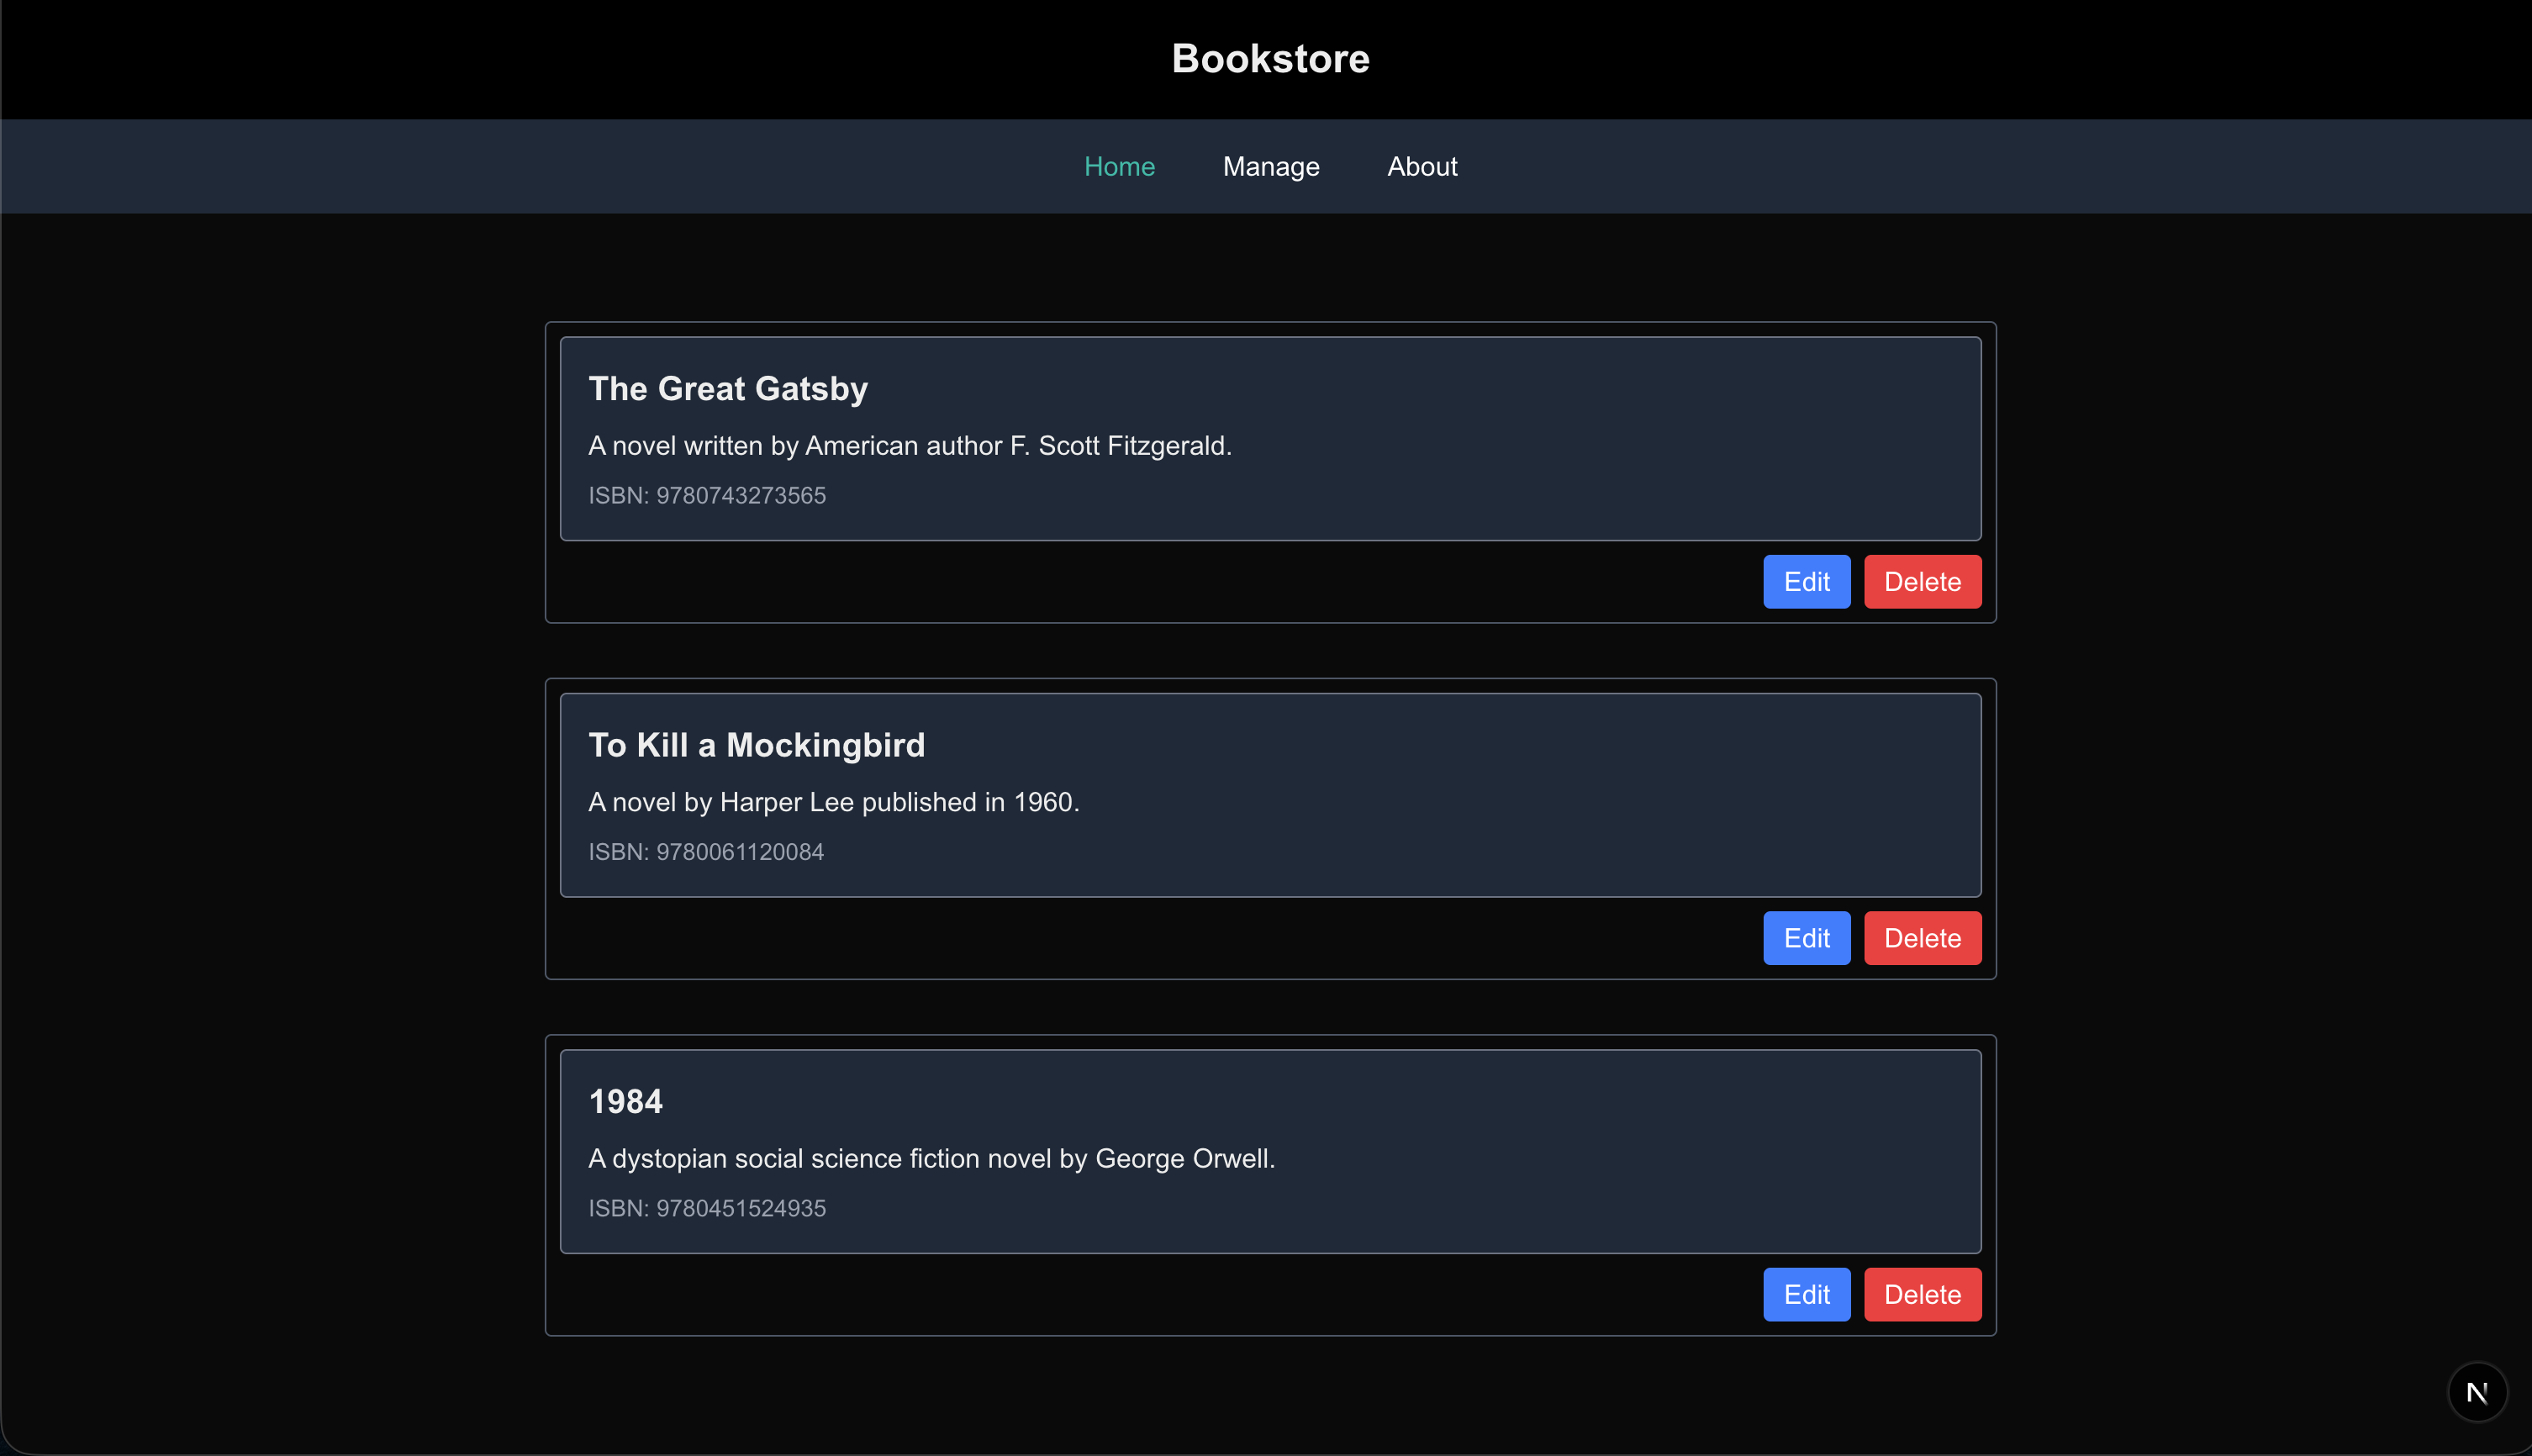 Bookstore
Home Manage About
The Great Gatsby
A novel written by American author F. Scott Fitzgerald.
ISBN: 9780743273565
Edit Delete
To Kill a Mockingbird
A novel by Harper Lee published in 1960.
ISBN: 9780061120084
Edit Delete
1984
A dystopian social science fiction novel by George Orwell.
ISBN: 9780451524935
Edit Delete
N